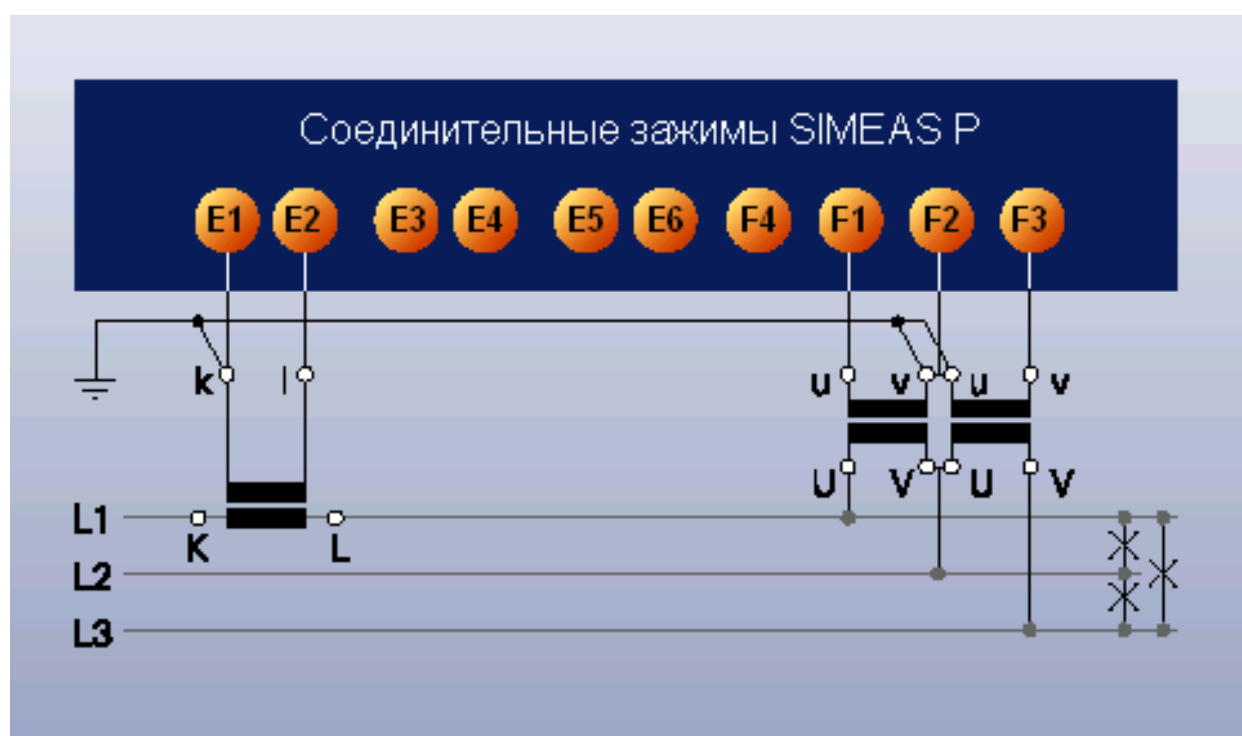 Соединительные зажимы SIMEAS P
E1 E2 E3 E4 E5 E6 F4 F1 F2 F3
k l u v u v
U V U V
L1
K L
L2
L3